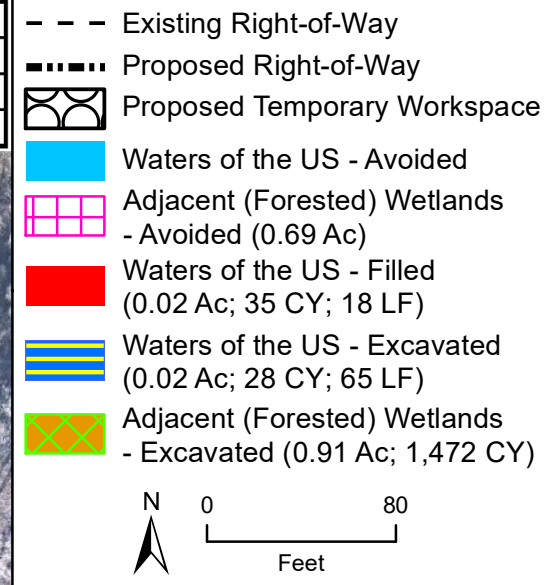 Existing Right-of-Way
Proposed Right-of-Way
Proposed Temporary Workspace
Waters of the US - Avoided
Adjacent (Forested) Wetlands
- Avoided (0.69 Ac)
Waters of the US - Filled
(0.02 Ac; 35 CY; 18 LF)
Waters of the US - Excavated
(0.02 Ac; 28 CY; 65 LF)
Adjacent (Forested) Wetlands
- Excavated (0.91 Ac; 1,472 CY)
N 0 80
Feet